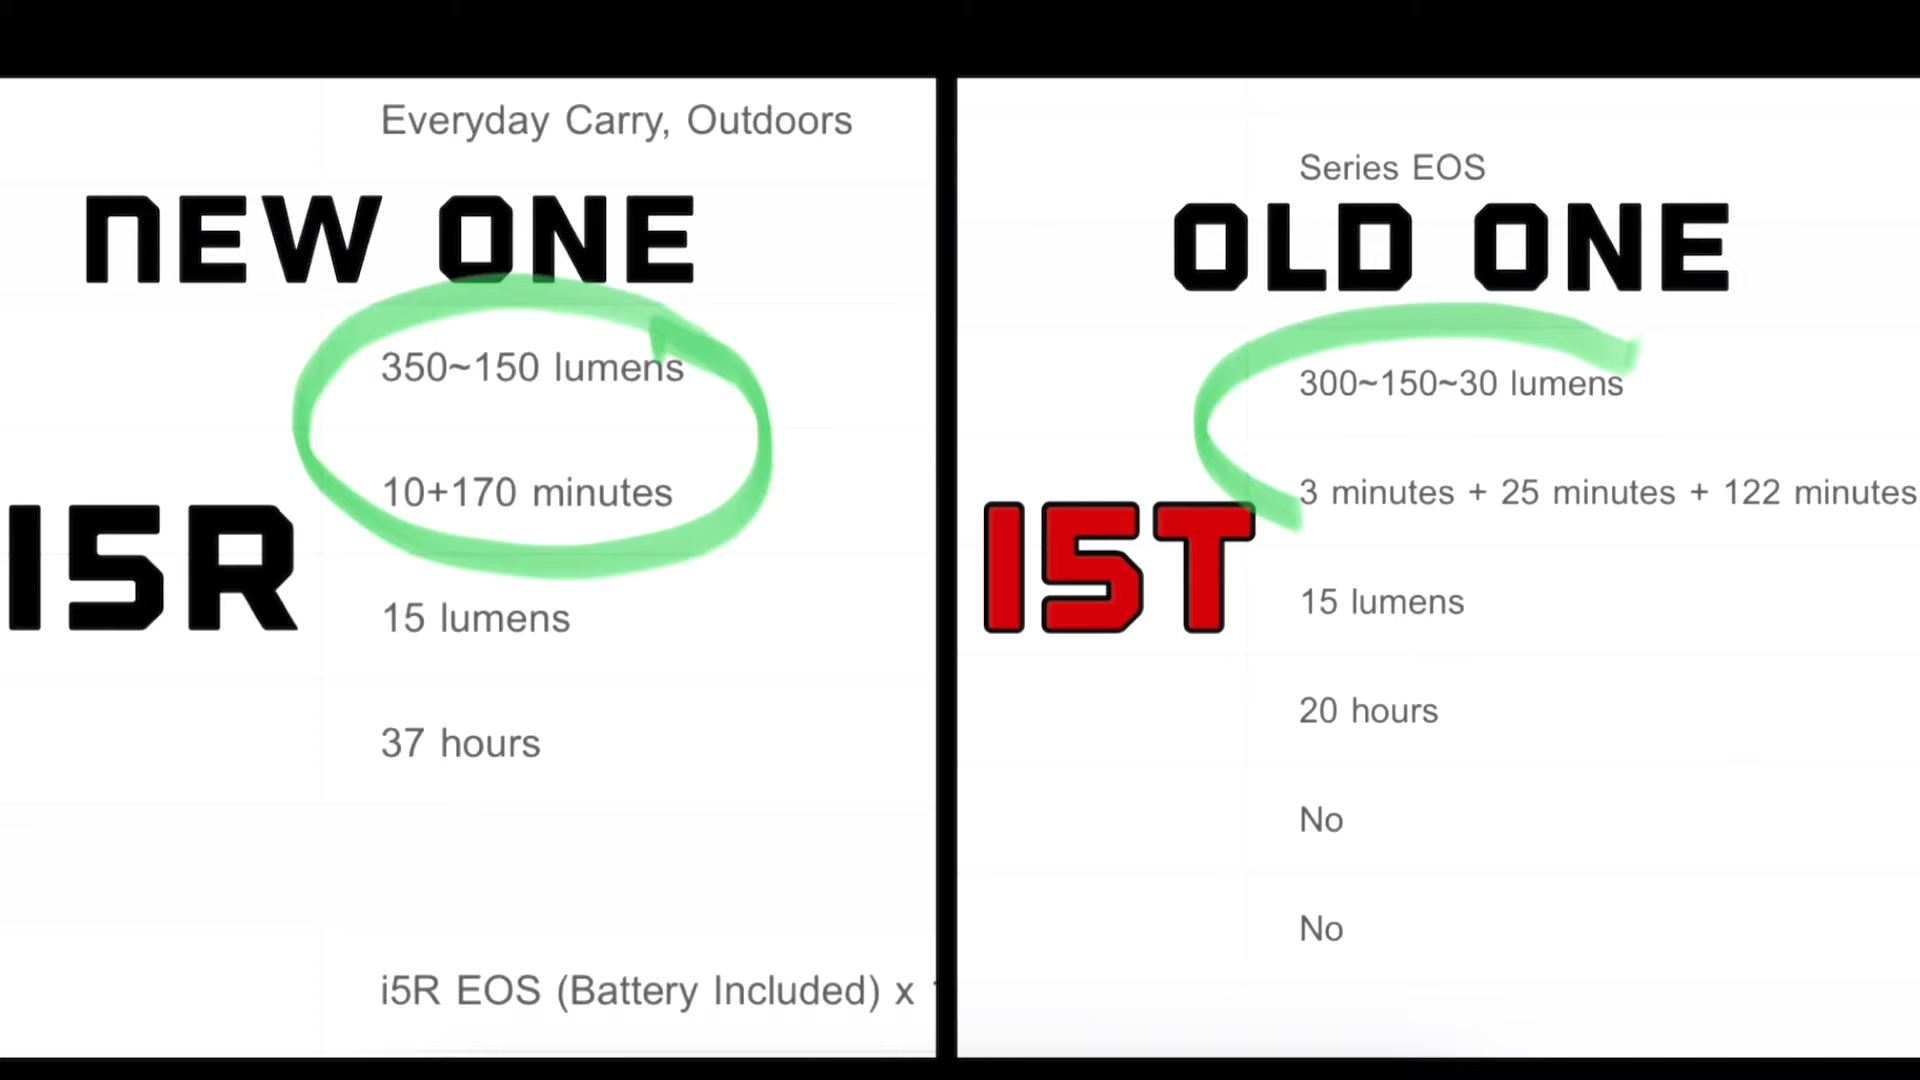 Everyday Carry, Outdoors
NEW ONE
350~150 lumens
10+170 minutes
I5R
15 lumens
37 hours
i5R EOS (Battery Included) x
Series EOS
OLD ONE
300~150~30 lumens
3 minutes + 25 minutes + 122 minutes
I5T
15 lumens
20 hours
No
No